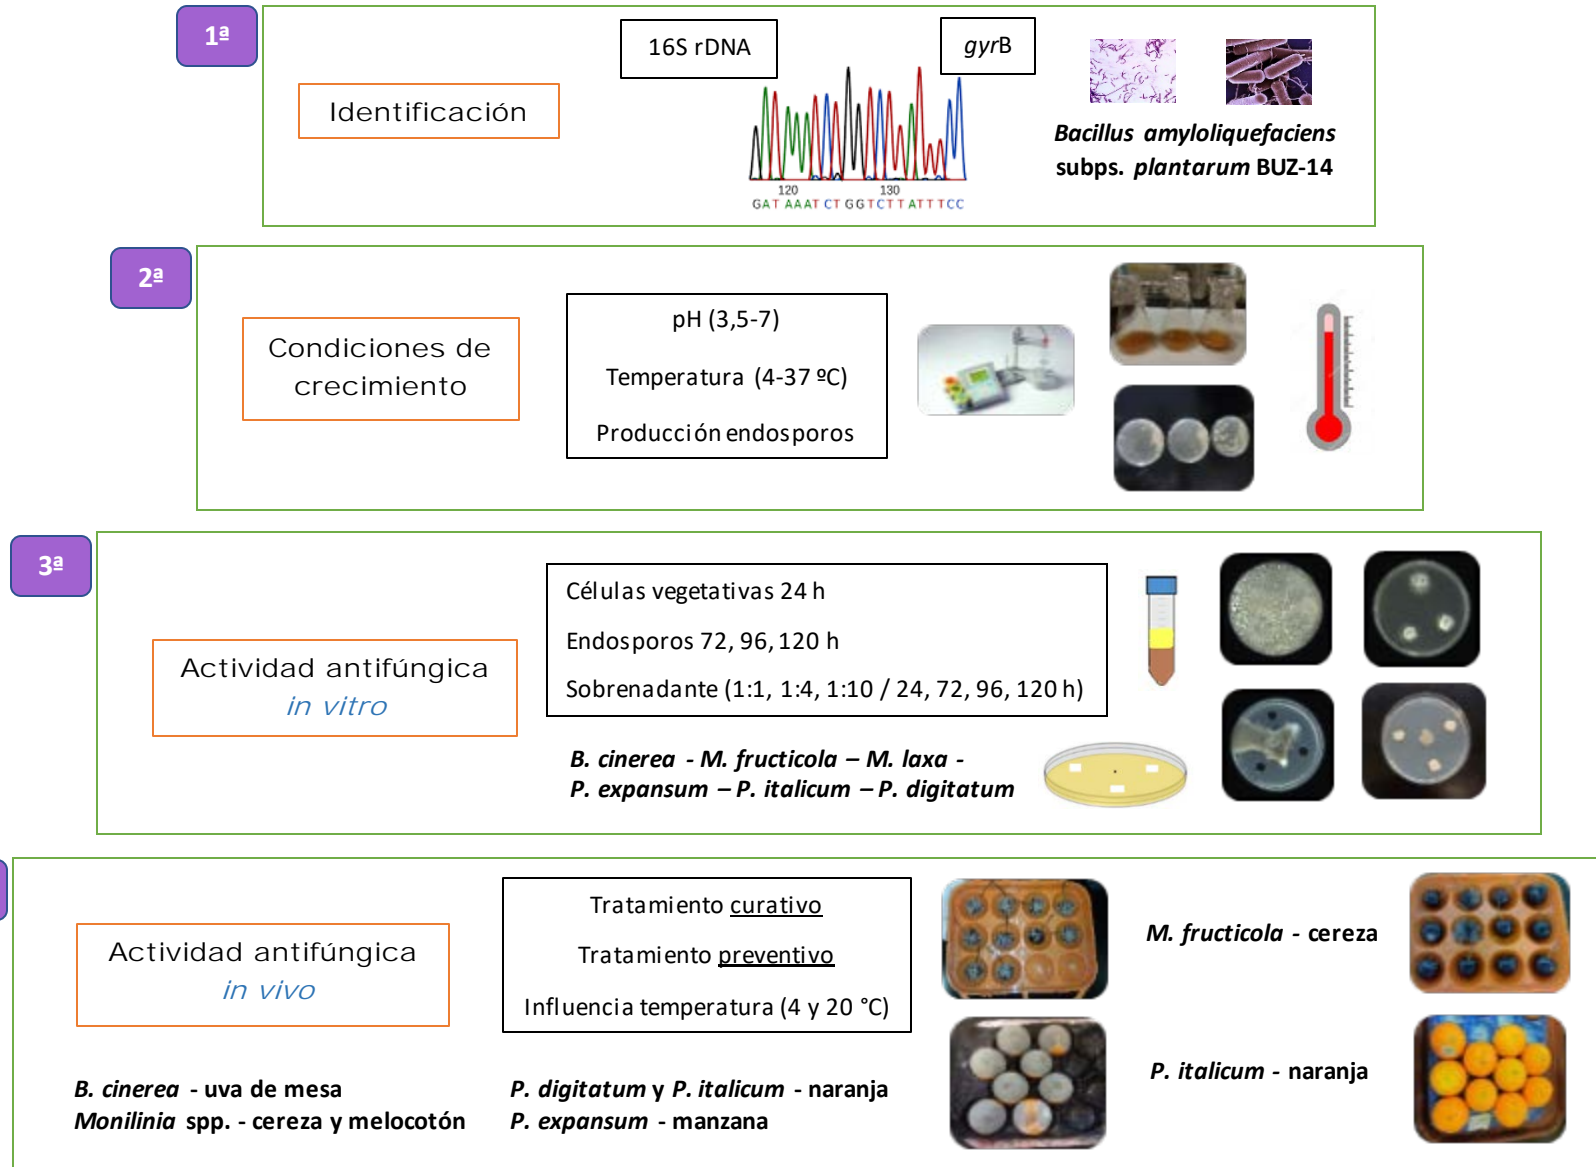 1ª
16S rDNA
gyrB
Identificación
Bacillus amyloliquefaciens
subps. plantarum BUZ-14
120 130
GAT AAAT CT GGTCTT ATTTCC
2ª
Condiciones de
crecimiento
pH (3,5-7)
Temperatura (4-37 ºC)
Producción endosporos
3ª
Actividad antifúngica
in vitro
Células vegetativas 24 h
Endosporos 72, 96, 120 h
Sobrenadante (1:1, 1:4, 1:10 / 24, 72, 96, 120 h)
B. cinerea - M. fructicola – M. laxa -
P. expansum – P. italicum – P. digitatum
Actividad antifúngica
in vivo
Tratamiento curativo
Tratamiento preventivo
Influencia temperatura (4 y 20 °C)
M. fructicola - cereza
P. italicum - naranja
B. cinerea - uva de mesa
Monilinia spp. - cereza y melocotón
P. digitatum y P. italicum - naranja
P. expansum - manzana